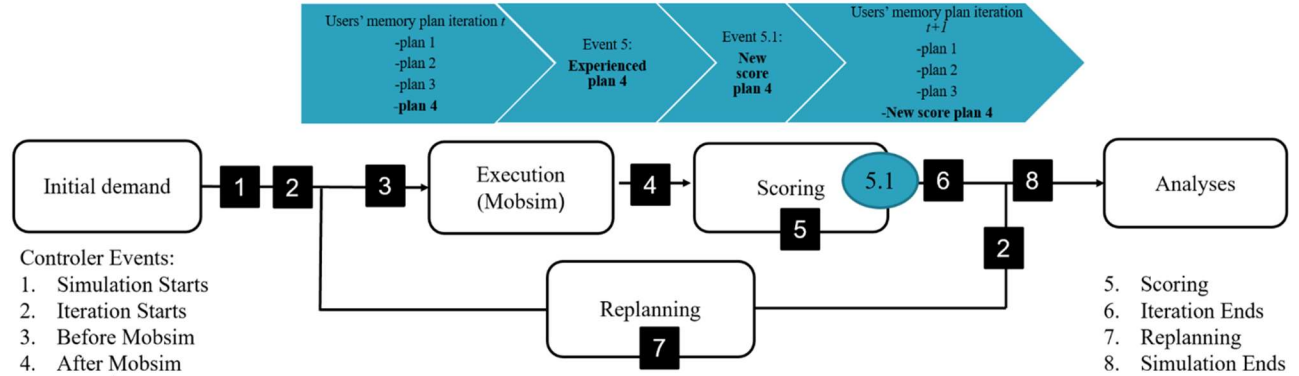 Users' memory plan iteration t
-plan 1
-plan 2
-plan 3
-plan 4
Event 5:
Experienced
plan 4
Event 5.1:
New
score
plan 4
Users' memory plan iteration
t+1
-plan 1
-plan 2
-plan 3
-New score plan 4
Initial demand
1
2
3
Execution
(Mobsim)
4
Scoring
5
5.1
6
8
2
Analyses
Replanning
7
Controler Events:
1. Simulation Starts
2. Iteration Starts
3. Before Mobsim
4. After Mobsim
5. Scoring
6. Iteration Ends
7. Replanning
8. Simulation Ends